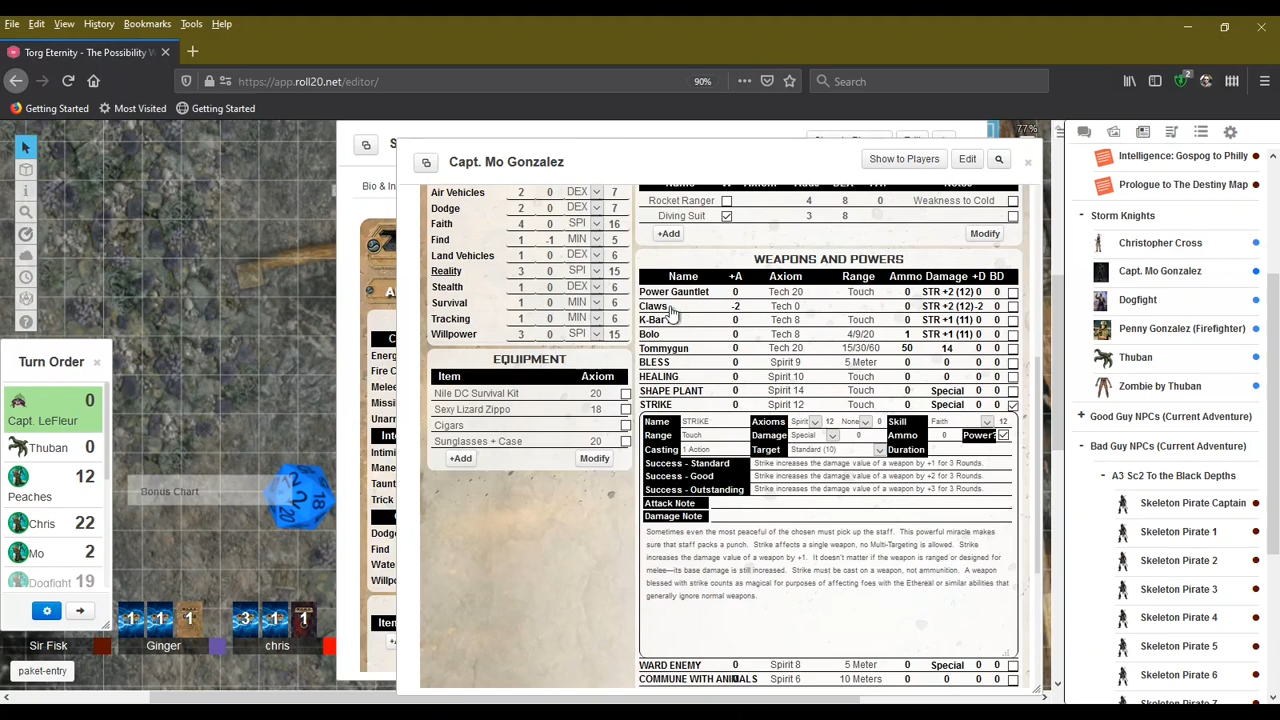 File Edit View History Bookmarks Tools Help
Torg Eternity - The Possibility W
https://app.roll20.net/editor/
90%
Search
2
Getting Started Most Visited Getting Started
77%
Capt. Mo Gonzalez
Show to Players Edit
Bio & In
Air Vehicles 2 0 DEX 7
Dodge 2 0 DEX 7
Faith 4 0 SPI 16
Find 1 -1 MIN 5
Land Vehicles 1 0 DEX 6
Reality 3 0 SPI 15
Stealth 1 0 DEX 6
Survival 1 0 MIN 6
Tracking 1 0 MIN 6
Willpower 3 0 SPI 15
EQUIPMENT
Item Axiom
Nile DC Survival Kit 20
Sexy Lizard Zippo 18
Cigars
Sunglasses + Case 20
+Add Modify
Rocket Ranger 4 8 0 Weakness to Cold
Diving Suit 3 8
+Add Modify
WEAPONS AND POWERS
Name +A Axiom Range Ammo Damage +D BD
Power Gauntlet 0 Tech 20 Touch 0 STR +2 (12) 0 0
Claws -2 Tech 0 0 STR +2 (12) -2 0
K-Bar 0 Tech 8 Touch 0 STR +1 (11) 0 0
Bolo 0 Tech 8 4/9/20 1 STR +1 (11) 0 0
Tommygun 0 Tech 20 15/30/60 50 14 0 0
BLESS 0 Spirit 9 5 Meter 0 0 0
HEALING 0 Spirit 10 Touch 0 0 0
SHAPE PLANT 0 Spirit 14 Touch 0 Special 0 0
STRIKE 0 Spirit 12 Touch 0 Special 0 0
Name STRIKE Axioms Spirit 12 None 0 Skill Faith 12
Range Touch Damage Special 0 Ammo 0 Power?
Casting 1 Action Target Standard (10) Duration
Success - Standard Strike increases the damage value of a weapon by +1 for 3 Rounds.
Success - Good Strike increases the damage value of a weapon by +2 for 3 Rounds.
Success - Outstanding Strike increases the damage value of a weapon by +3 for 3 Rounds.
Attack Note
Damage Note
Sometimes even the most peaceful of the chosen must pick up the staff. This powerful miracle makes
sure that staff packs a punch. Strike affects a single weapon, no Multi-Targeting is allowed. Strike
increases the damage value of a weapon by +1. It doesn't matter if the weapon is ranged or designed for
melee—its base damage is still increased. Strike must be cast on a weapon, not ammunition. A weapon
blessed with strike counts as magical for purposes of affecting foes with the Ethereal or similar abilities that
generally ignore normal weapons.
WARD ENEMY 0 Spirit 8 5 Meter 0 Special 0 0
COMMUNE WITH ANIMALS 0 Spirit 6 10 Meters 0 0 0
Turn Order
Capt. LeFleur 0
Thuban 0
Peaches 12
Chris 22
Mo 2
Dogfight 19
Bonus Chart
1 1 1 3 1 1
Sir Fisk Ginger chris
paket-entry
Energ
Fire C
Melee
Missi
Unarn
Intimi
Mane
Taunt
Trick
Dodge
Find
Wate
Willp
Iten
Intelligence: Gospog to Philly
Prologue to The Destiny Map
Storm Knights
Christopher Cross
Capt. Mo Gonzalez
Dogfight
Penny Gonzalez (Firefighter)
Thuban
Zombie by Thuban
Good Guy NPCs (Current Adventure)
Bad Guy NPCs (Current Adventure)
A3 Sc2 To the Black Depths
Skeleton Pirate Captain
Skeleton Pirate 1
Skeleton Pirate 2
Skeleton Pirate 3
Skeleton Pirate 4
Skeleton Pirate 5
Skeleton Pirate 6